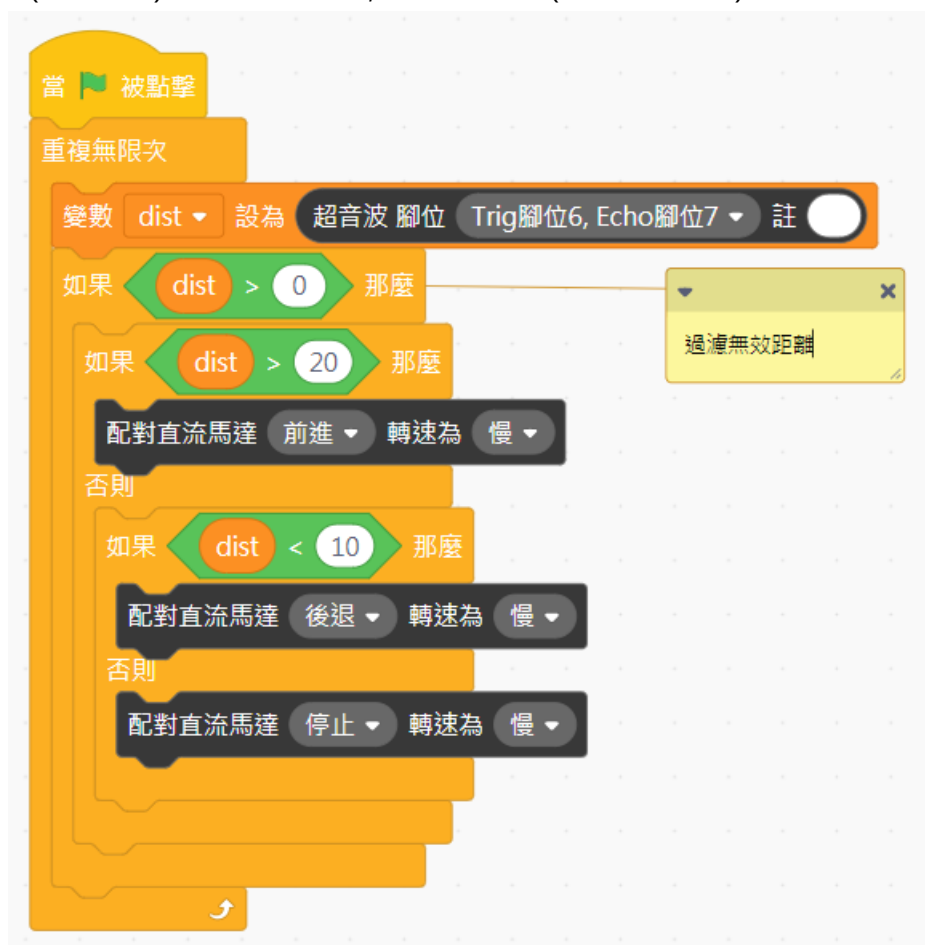 當 被點擊
重複無限次
變數 dist 設為 超音波 腳位 Trig腳位6, Echo腳位7 註
如果 dist > 0 那麼
過濾無效距離
如果 dist > 20 那麼
配對直流馬達 前進 轉速為 慢
否則
如果 dist < 10 那麼
配對直流馬達 後退 轉速為 慢
否則
配對直流馬達 停止 轉速為 慢